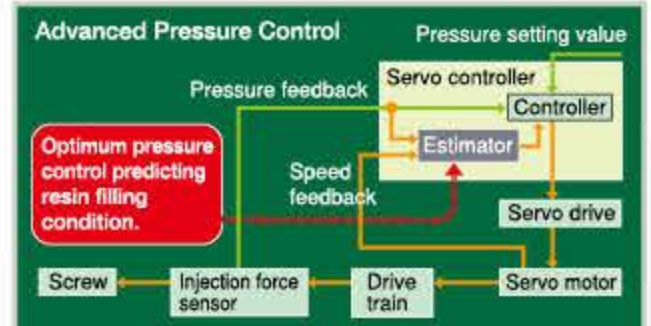 Advanced Pressure Control
Pressure setting value
Servo controller
Pressure feedback
Controller
Optimum pressure
control predicting
resin filling
condition.
Estimator
Speed
feedback
Servo drive
Screw
Injection force
sensor
Drive
train
Servo motor